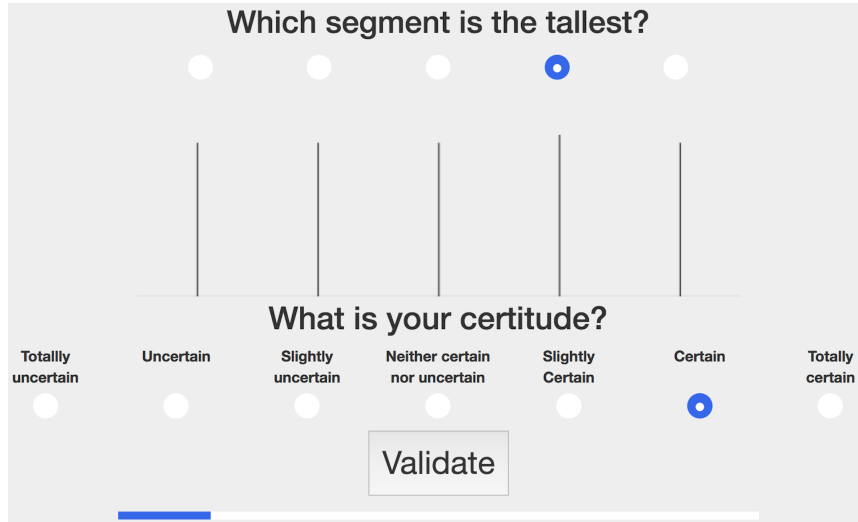 Which segment is the tallest?
What is your certitude?
Totallly uncertain
Uncertain
Slightly uncertain
Neither certain nor uncertain
Slightly Certain
Certain
Totally certain
Validate